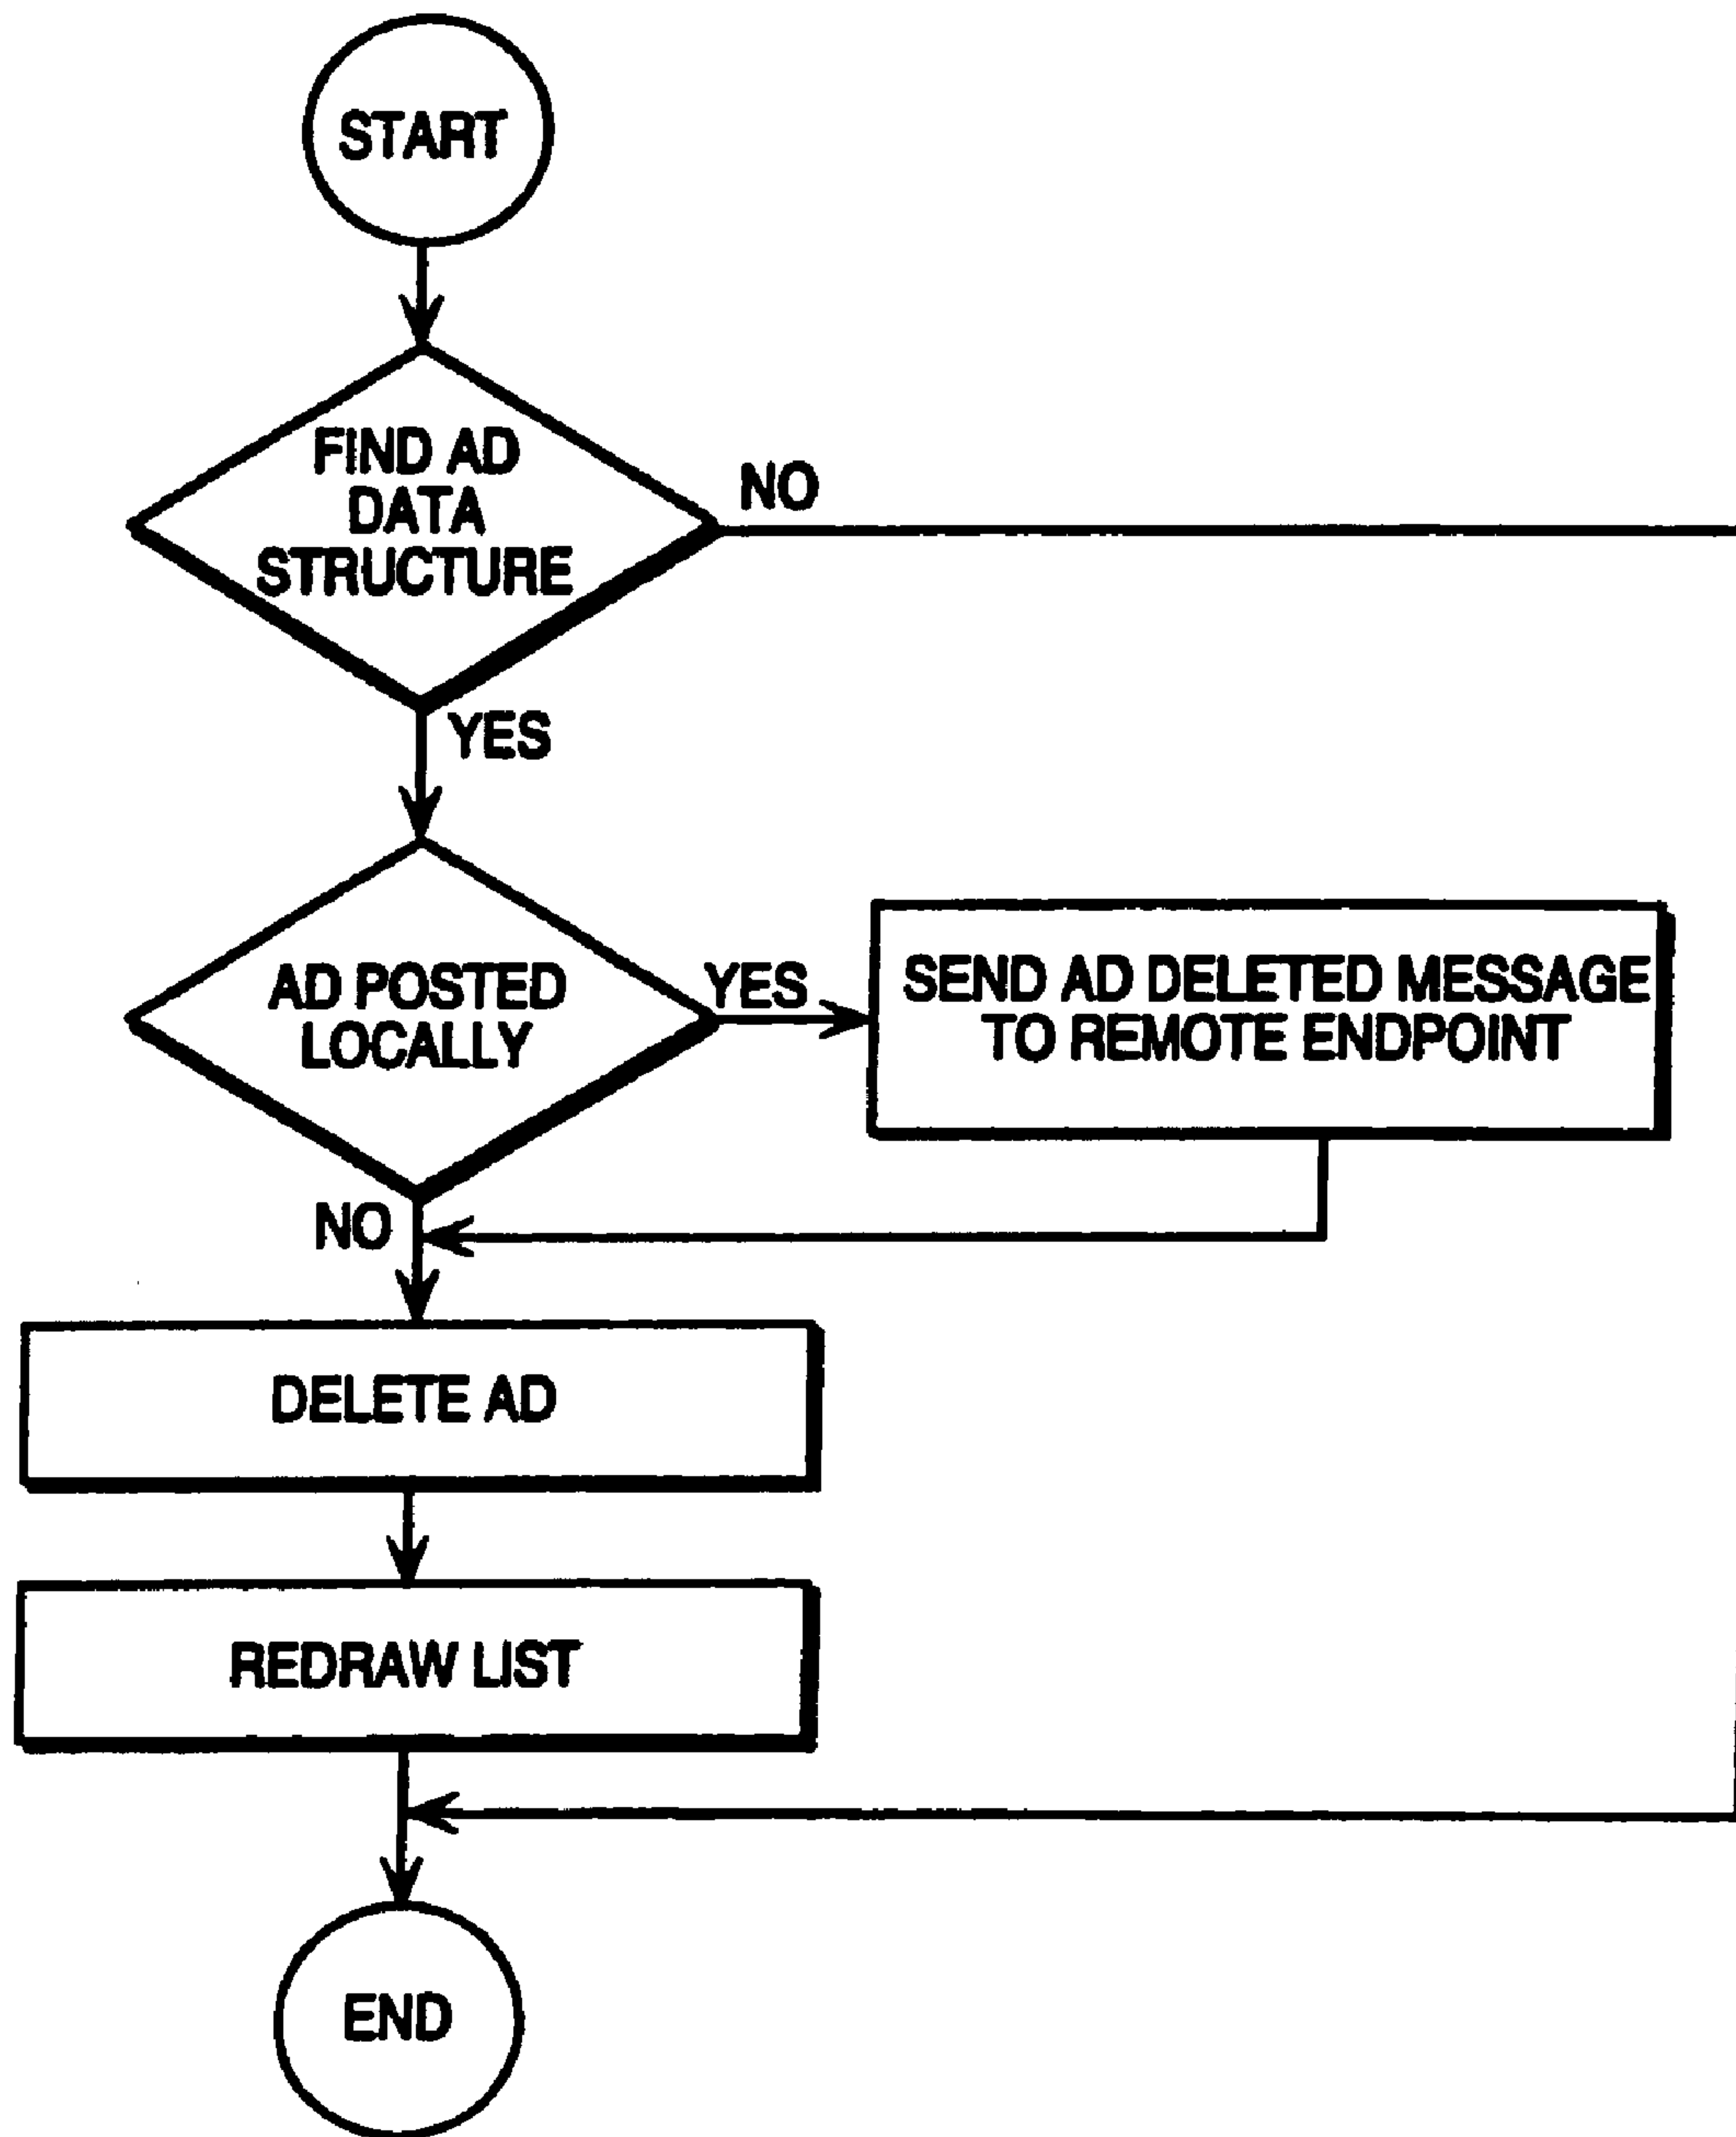 START
FIND AD
DATA
STRUCTURE
NO
YES
AD POSTED
LOCALLY
YES
SEND AD DELETED MESSAGE
TO REMOTE ENDPOINT
NO
DELETE AD
REDRAW LIST
END